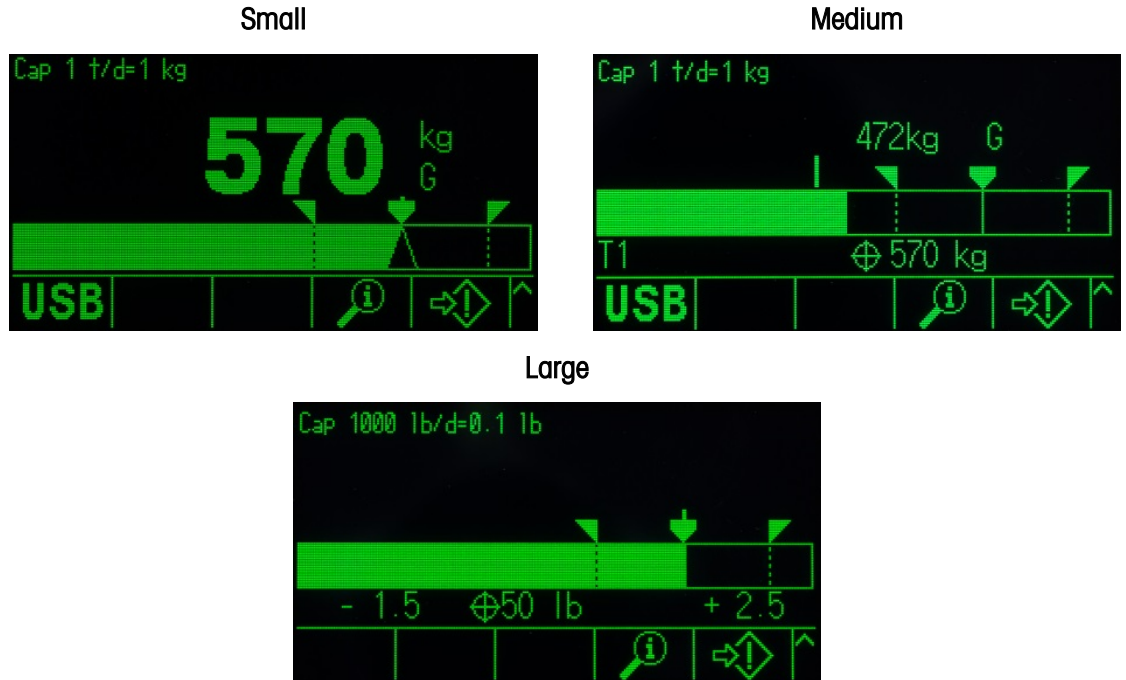 Small
Medium
Cap 1 t/d=1 kg
570 kg
G
USB
Cap 1 t/d=1 kg
472kg G
T1 570 kg
USB
Large
Cap 1000 lb/d=0.1 lb
- 1.5 50 lb + 2.5